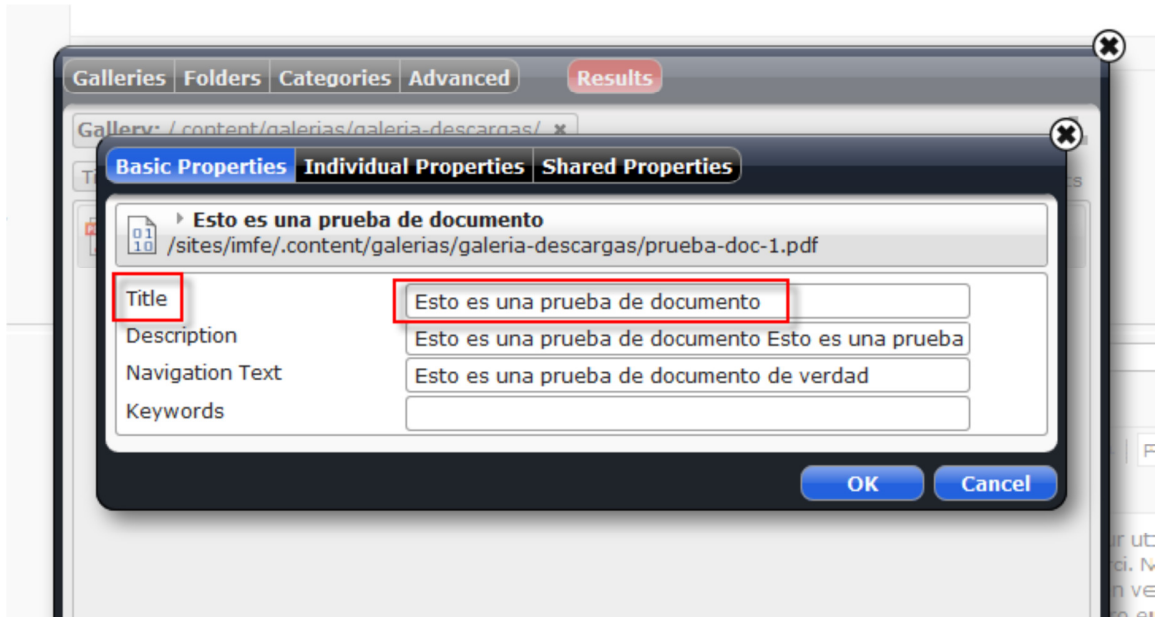 Galleries Folders Categories Advanced Results
Gallery: / content/galerias/galeria-descargas/
Basic Properties Individual Properties Shared Properties
Esto es una prueba de documento
/sites/imfe/.content/galerias/galeria-descargas/prueba-doc-1.pdf
Title Esto es una prueba de documento
Description Esto es una prueba de documento Esto es una prueba
Navigation Text Esto es una prueba de documento de verdad
Keywords
OK Cancel